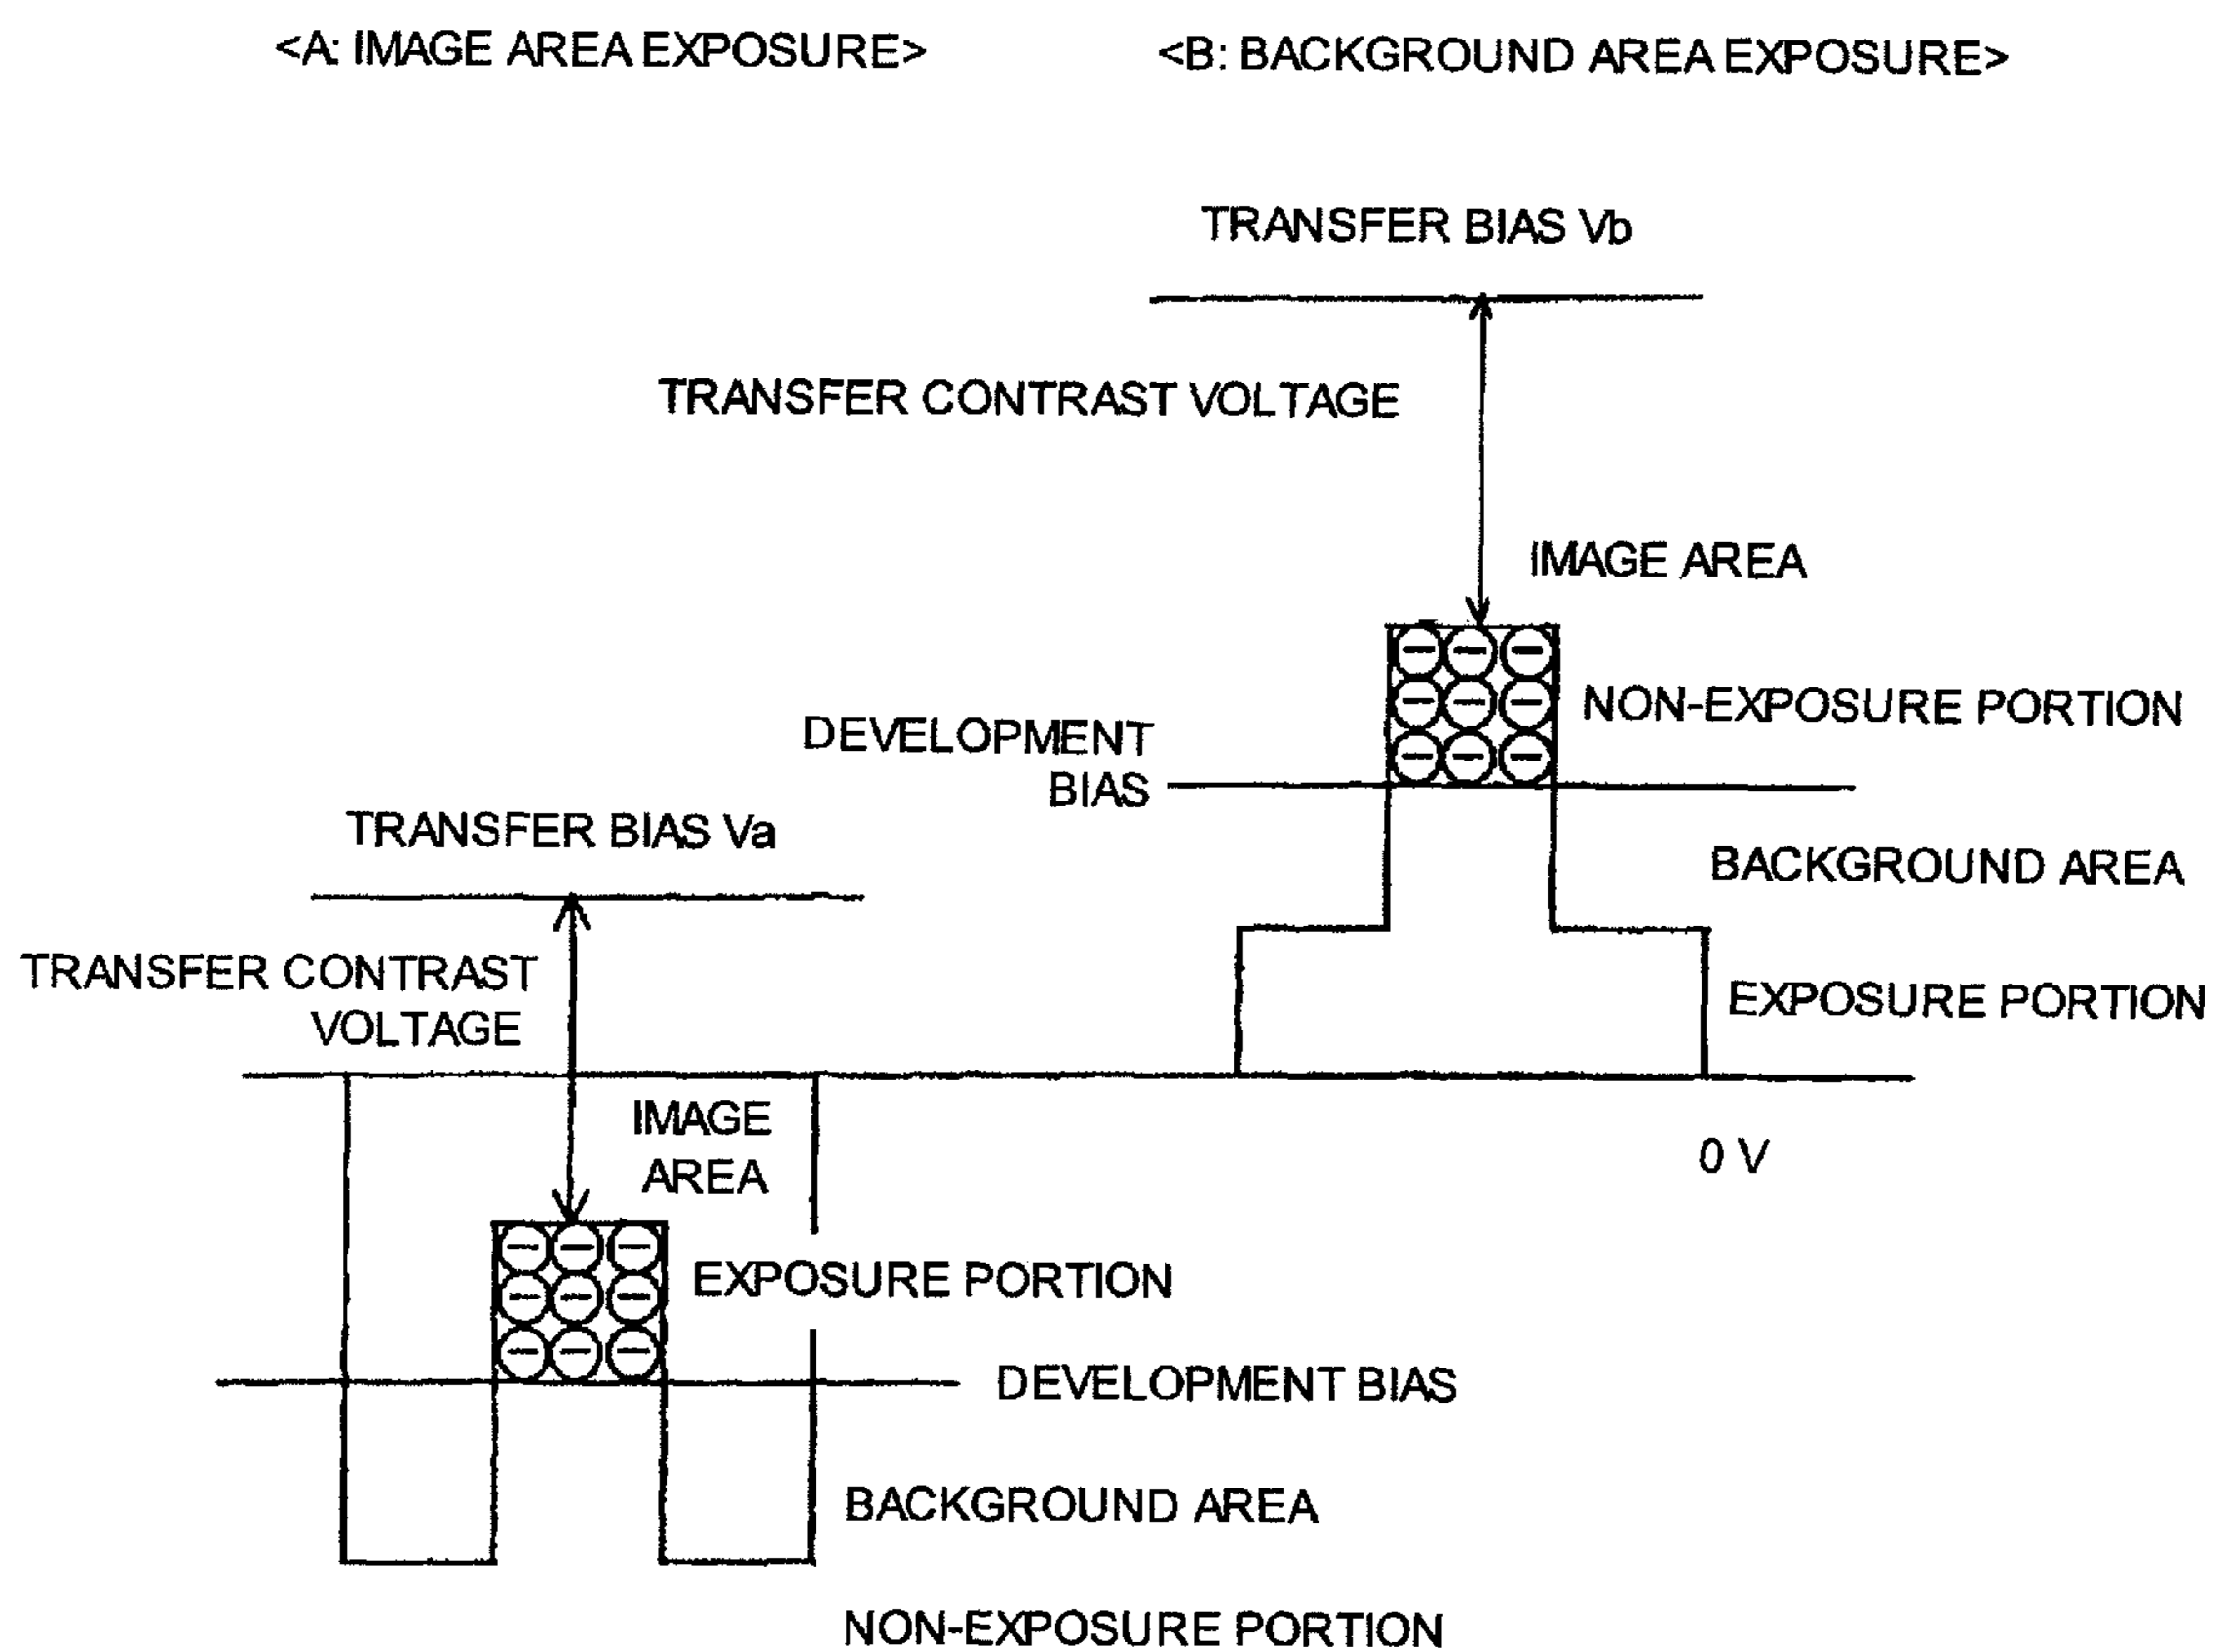 <A: IMAGE AREA EXPOSURE>
<B: BACKGROUND AREA EXPOSURE>
TRANSFER BIAS Vb
TRANSFER CONTRAST VOLTAGE
IMAGE AREA
NON-EXPOSURE PORTION
DEVELOPMENT
BIAS
BACKGROUND AREA
EXPOSURE PORTION
0 V
TRANSFER BIAS Va
TRANSFER CONTRAST
VOLTAGE
IMAGE
AREA
EXPOSURE PORTION
DEVELOPMENT BIAS
BACKGROUND AREA
NON-EXPOSURE PORTION